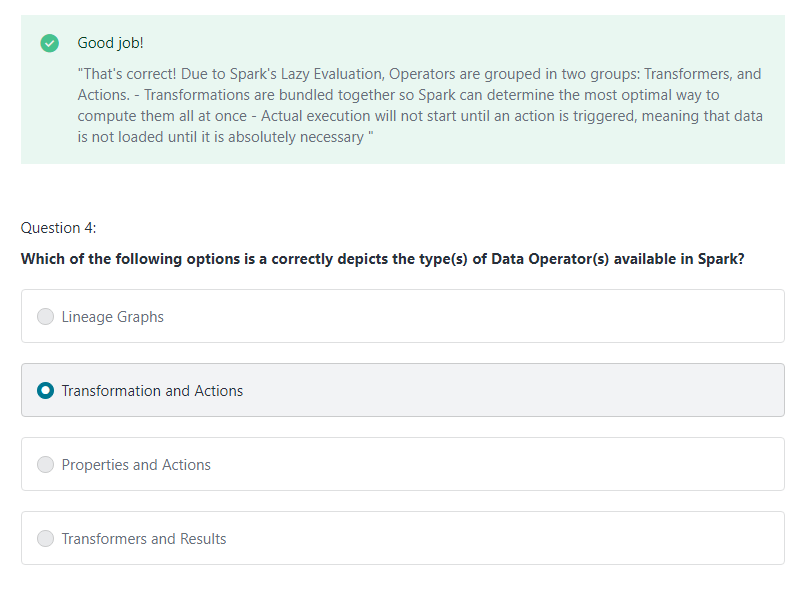 Good job!
"That's correct! Due to Spark's Lazy Evaluation, Operators are grouped in two groups: Transformers, and
Actions. - Transformations are bundled together so Spark can determine the most optimal way to
compute them all at once - Actual execution will not start until an action is triggered, meaning that data
is not loaded until it is absolutely necessary "
Question 4:
Which of the following options is a correctly depicts the type(s) of Data Operator(s) available in Spark?
Lineage Graphs
Transformation and Actions
Properties and Actions
Transformers and Results